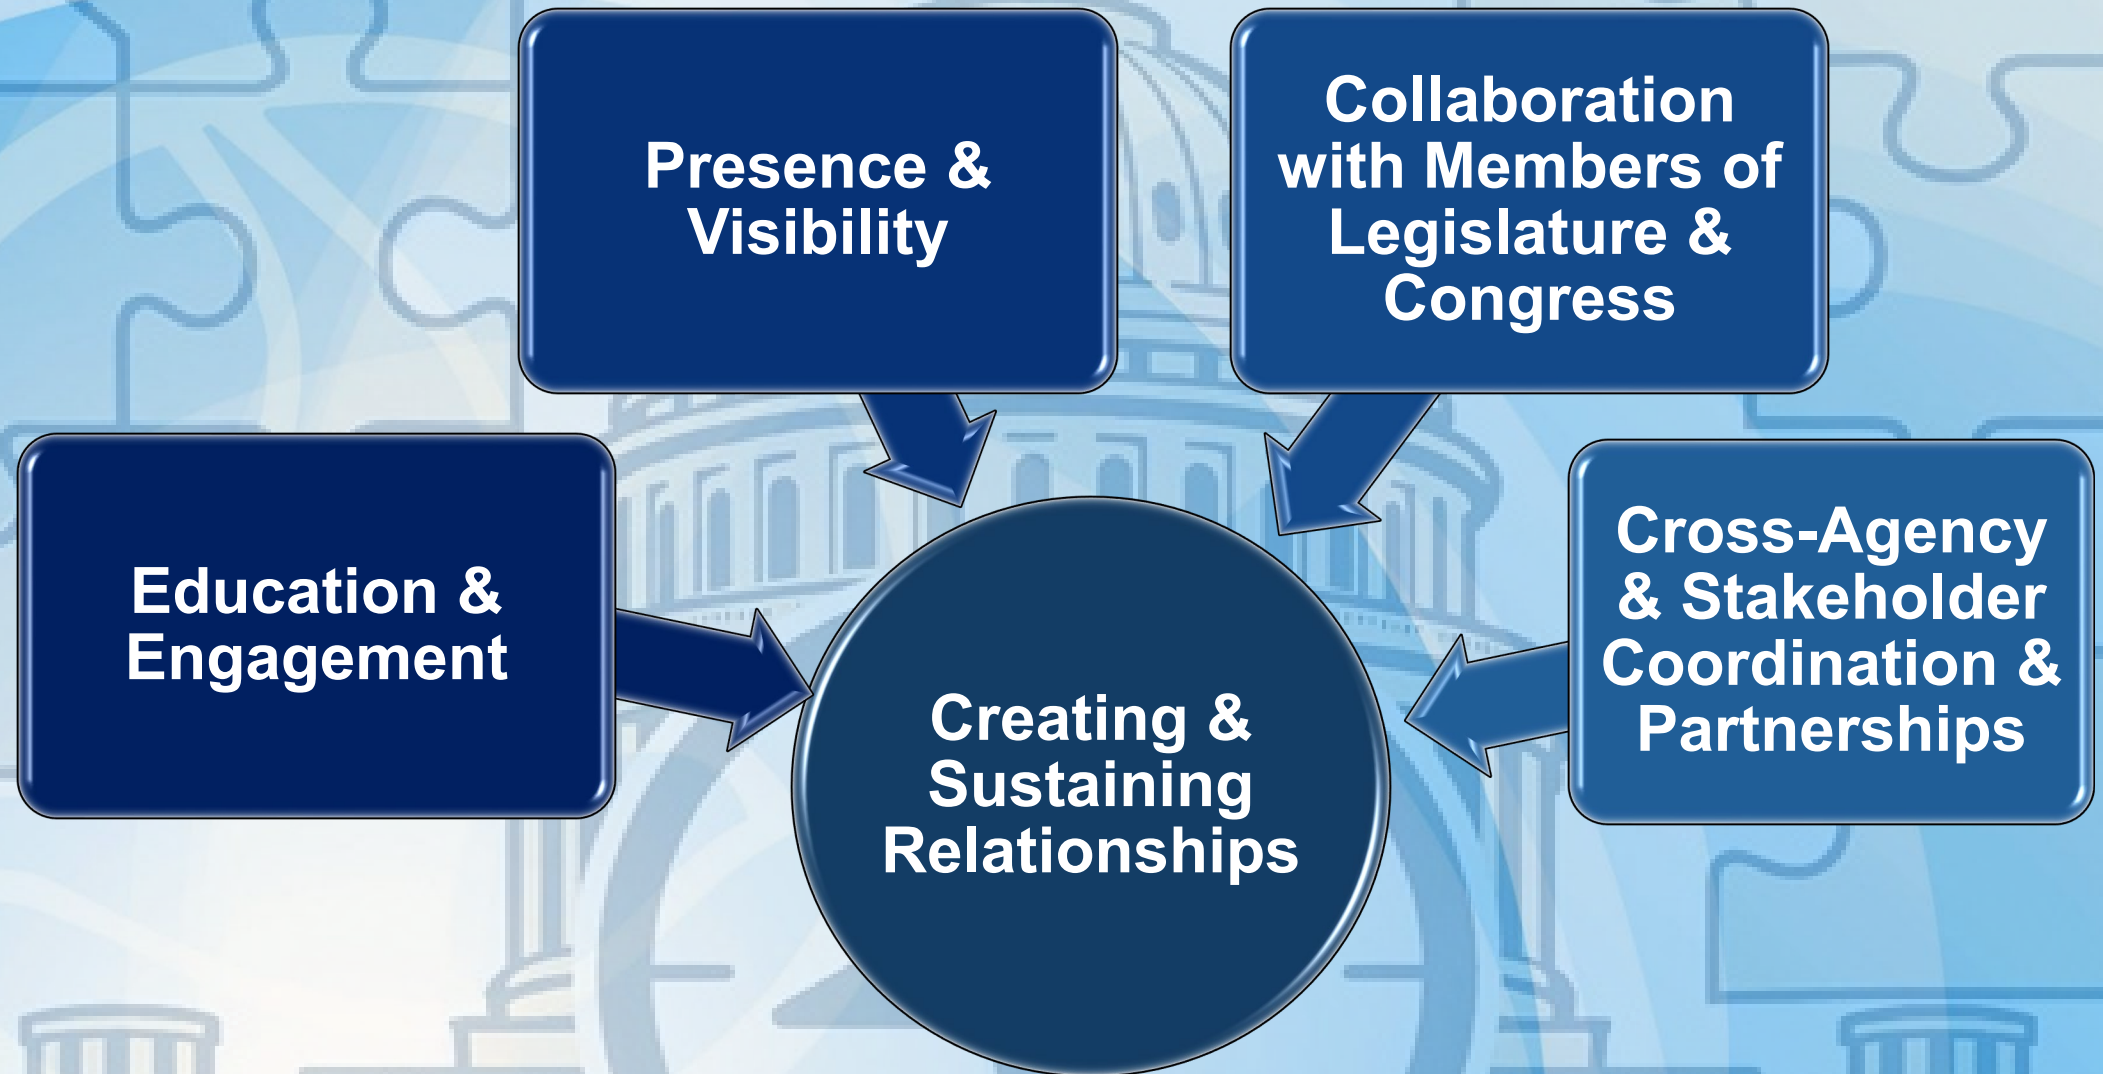 Presence &
Visibility
Collaboration
with Members of
Legislature &
Congress
Education &
Engagement
Cross-Agency
& Stakeholder
Coordination &
Partnerships
Creating &
Sustaining
Relationships